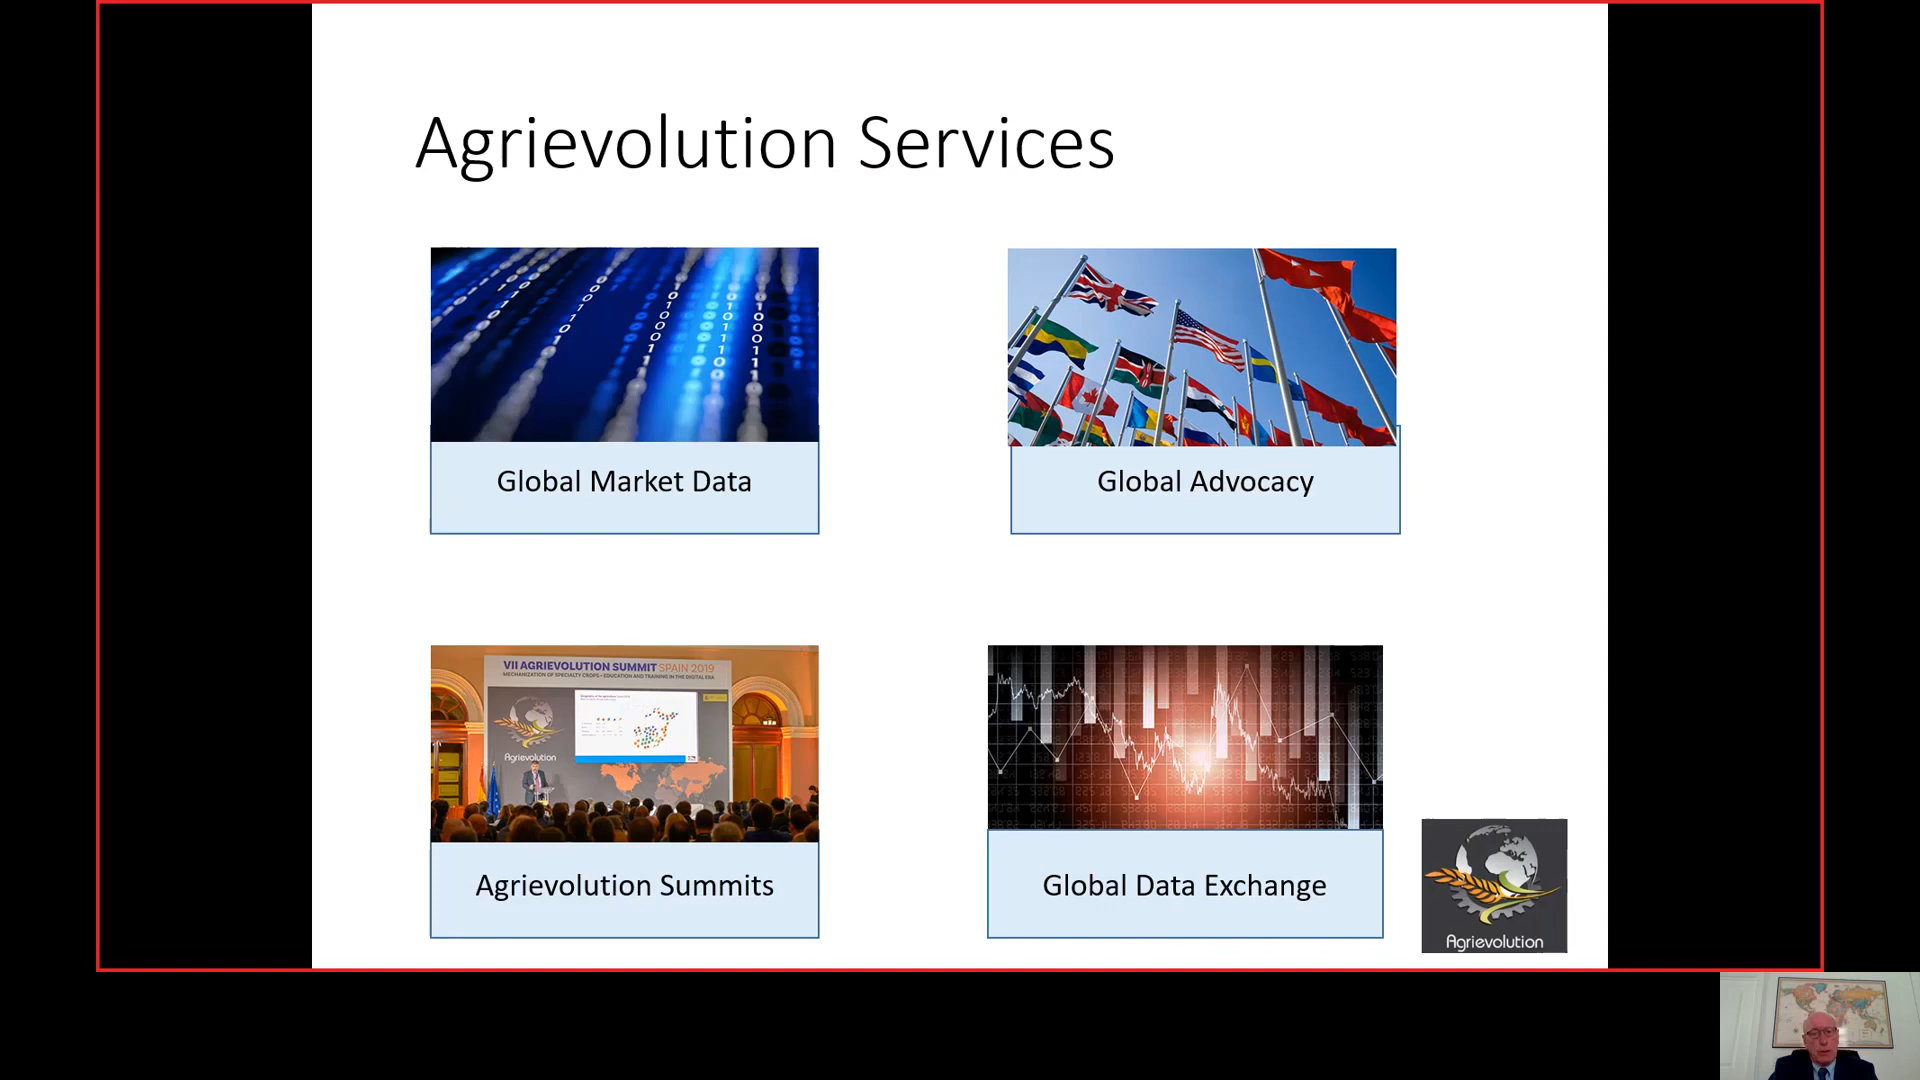 Agrievolution Services
Global Market Data
Global Advocacy
VII AGRIEVOLUTION SUMMIT SPAIN 2019
MECHANIZATION OF SPECIALTY CROPS • EDUCATION AND TRAINING IN THE DIGITAL ERA
Agrievolution
Agrievolution Summits
Global Data Exchange
Agrievolution